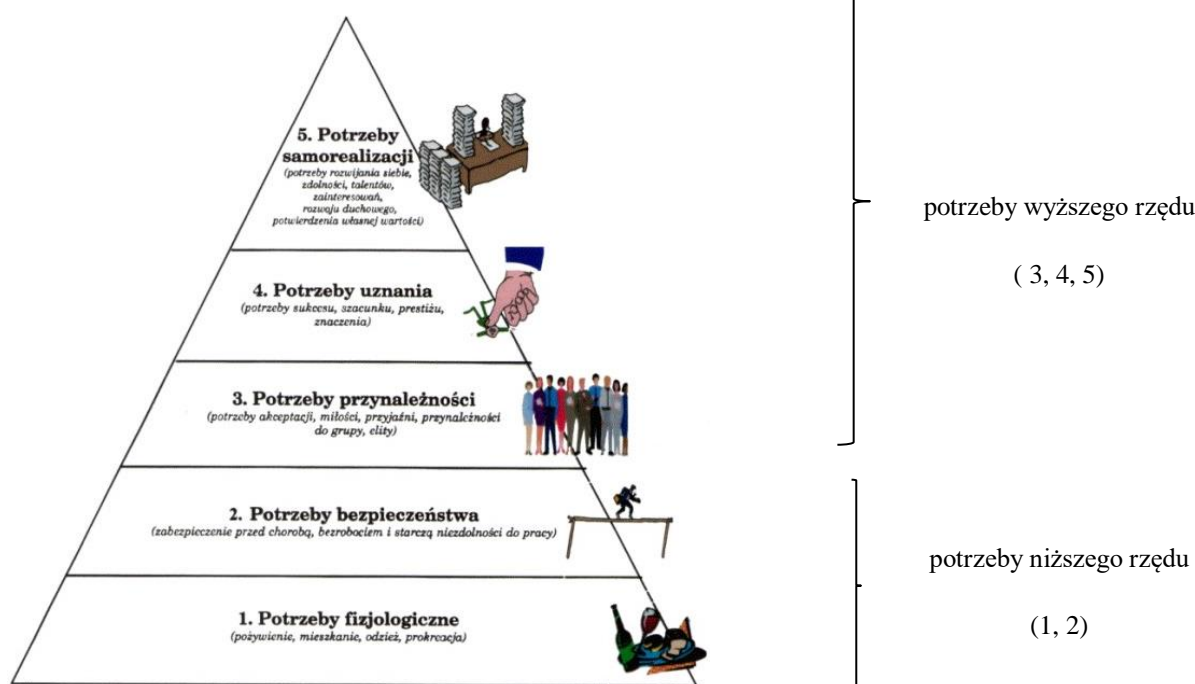 5. Potrzeby
samorealizacji
(potrzeby rozwijania siebie,
zdolności, talentów,
zainteresowań,
rozwoju duchowego,
potwierdzenia własnej wartości)
4. Potrzeby uznania
(potrzeby sukcesu, szacunku, prestiżu,
znaczenia)
3. Potrzeby przynależności
(potrzeby akceptacji, miłości, przyjaźni, przynależności
do grupy, elity)
2. Potrzeby bezpieczeństwa
(zabezpieczenie przed chorobą, bezrobociem i starczą niezdolności do pracy)
1. Potrzeby fizjologiczne
(pożywienie, mieszkanie, odzież, prokreacja)
potrzeby wyższego rzędu
( 3, 4, 5)
potrzeby niższego rzędu
(1, 2)